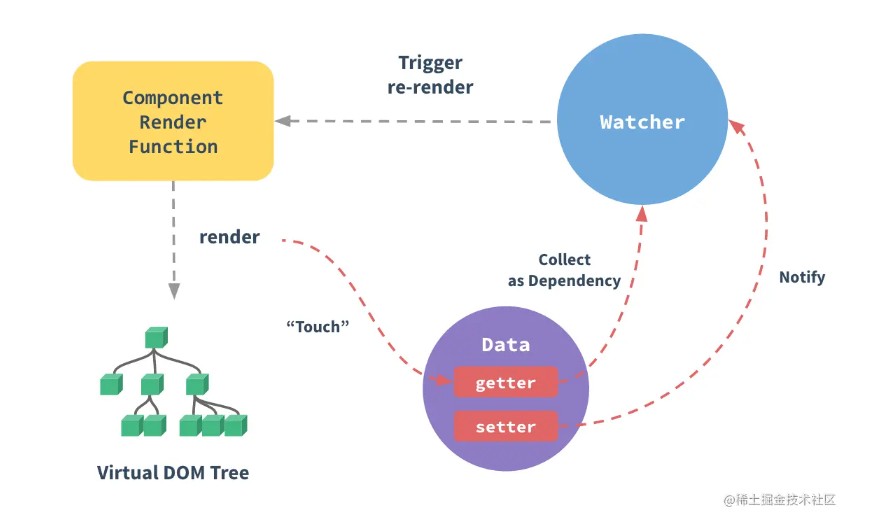 Trigger
re-render
Component
Render
Function
Watcher
render
Collect
as Dependency
Notify
“Touch”
Data
getter
setter
Virtual DOM Tree
@稀土掘金技术社区